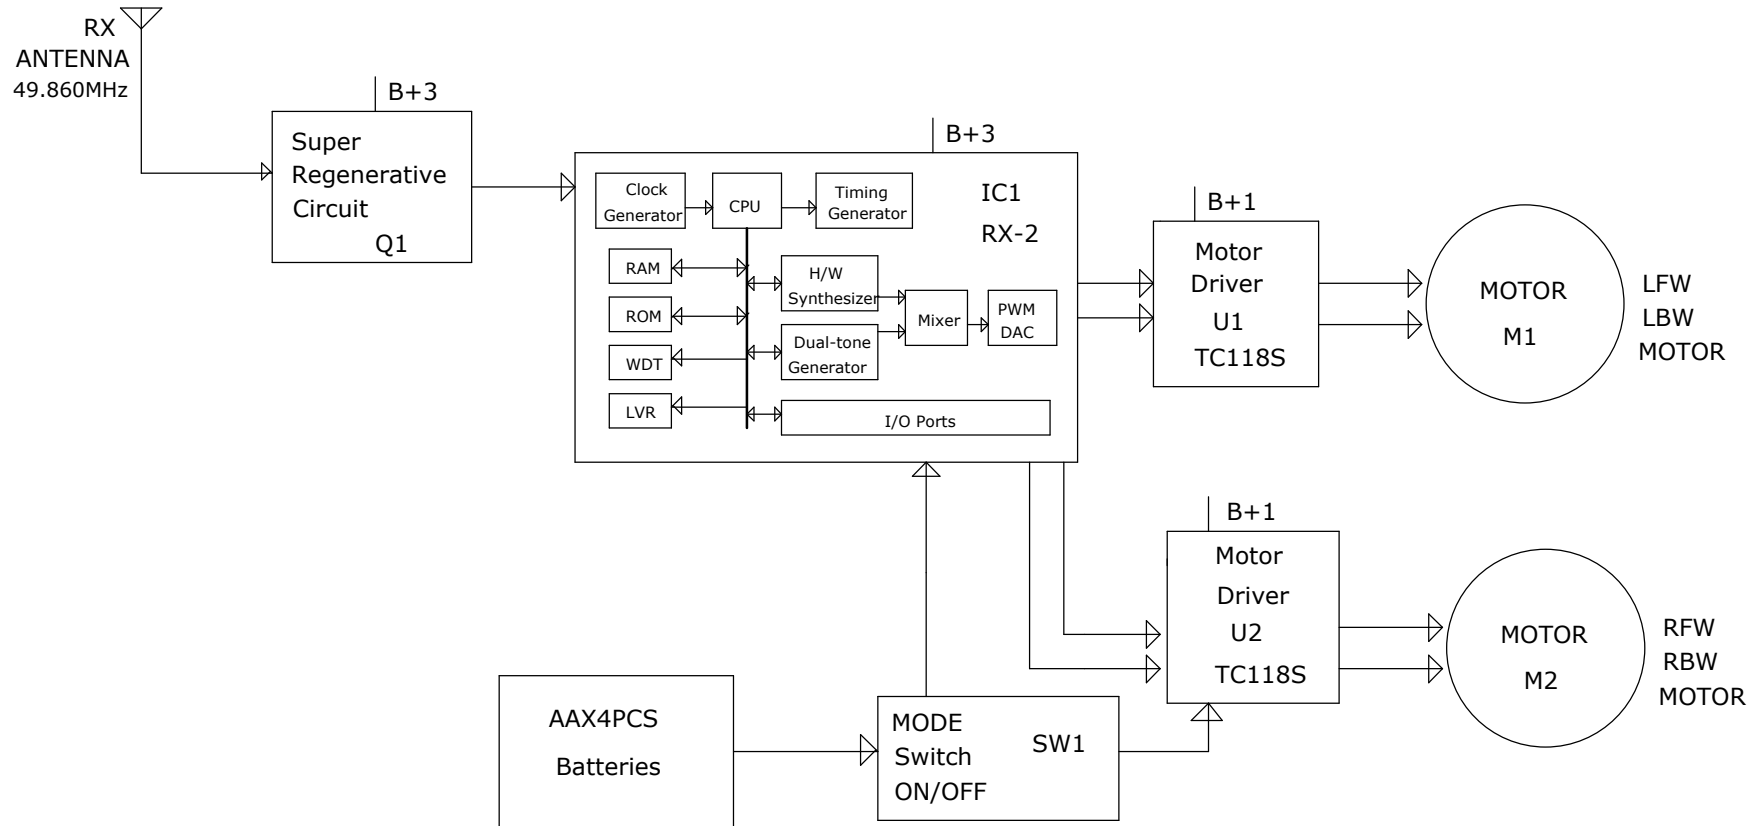 RX
ANTENNA
49.860MHz
B+3
Super
Regenerative
Circuit
Q1
B+3
IC1
RX-2
Clock
Generator
CPU
Timing
Generator
RAM
ROM
WDT
LVR
H/W
Synthesizer
Dual-tone
Generator
Mixer
PWM
DAC
I/O Ports
B+1
Motor
Driver
U1
TC118S
MOTOR
M1
LFW
LBW
MOTOR
B+1
Motor
Driver
U2
TC118S
MOTOR
M2
RFW
RBW
MOTOR
AAX4PCS
Batteries
MODE
Switch
ON/OFF
SW1